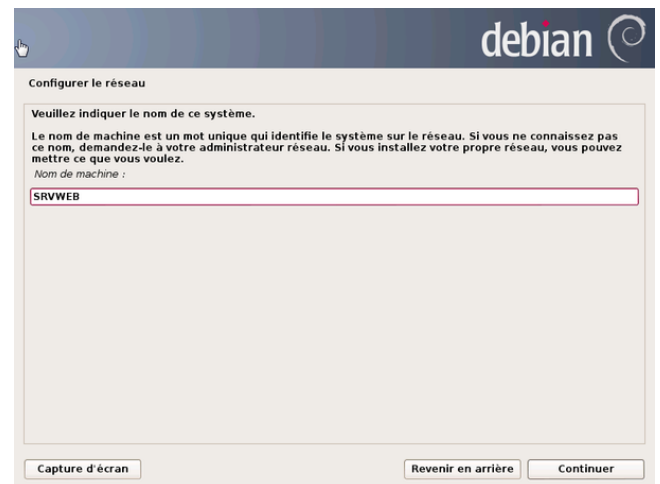 debian
Configurer le réseau
Veuillez indiquer le nom de ce système.
Le nom de machine est un mot unique qui identifie le système sur le réseau. Si vous ne connaissez pas
ce nom, demandez-le à votre administrateur réseau. Si vous installez votre propre réseau, vous pouvez
mettre ce que vous voulez.
Nom de machine :
SRVWEB
Capture d'écran
Revenir en arrière
Continuer